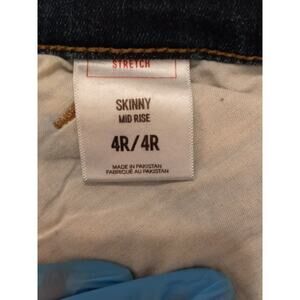 STRETCH
SKINNY
MID RISE
4R/4R
MADE IN PAKISTAN
FABRIQUÉ AU PAKISTAN